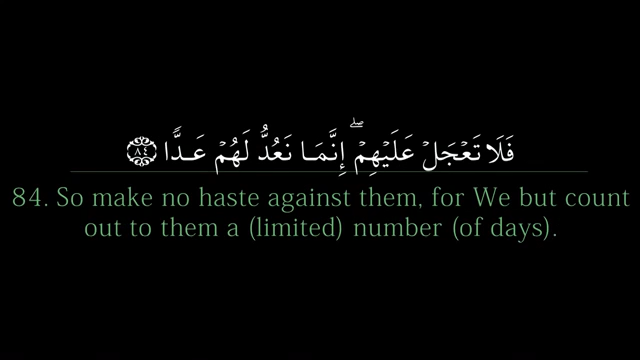 فَلَا تَعْجَلْ عَلَيْهِمْ ۖ إِنَّمَا نَعُدُّ لَهُمْ عَدًّا ۝٨٤
84. So make no haste against them, for We but count
out to them a (limited) number (of days).